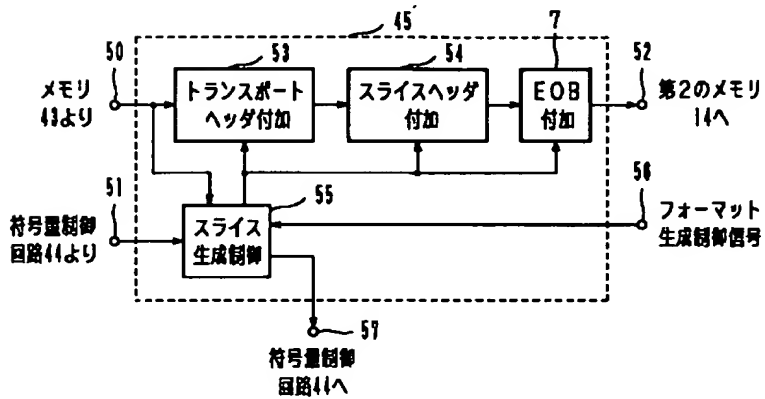 45
50
53
54
7
52
メモリ
43より
トランスポート
ヘッダ付加
スライスヘッダ
付加
EOB
付加
第2のメモリ
14へ
51
55
56
符号量制御
回路44より
スライス
生成制御
フォーマット
生成制御信号
57
符号量制御
回路44へ